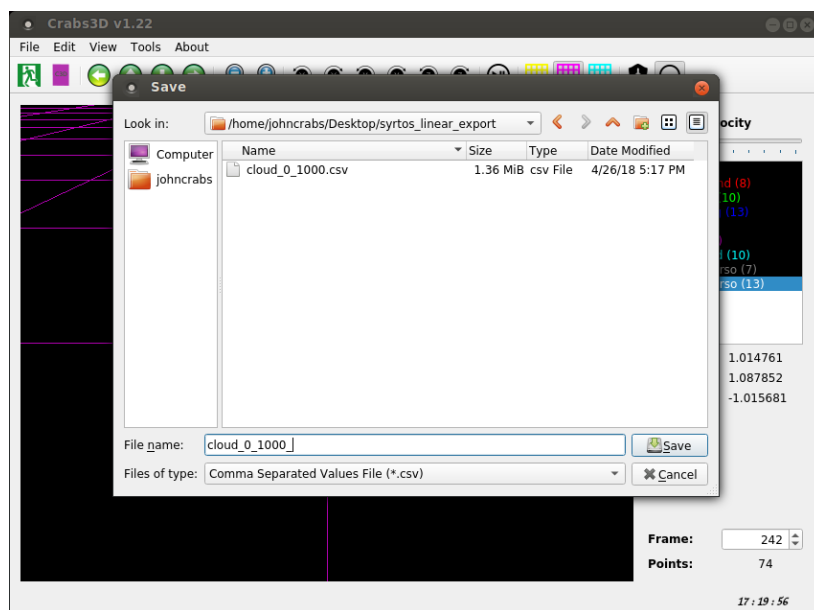 Crabs3D v1.22
File Edit View Tools About
Save
Look in: /home/johncrabs/Desktop/syrtos_linear_export
Computer
johncrabs
Name Size Type Date Modified
cloud_0_1000.csv 1.36 MiB csv File 4/26/18 5:17 PM
File name: cloud_0_1000_
Save
Files of type: Comma Separated Values File (*.csv)
Cancel
ocity
nd (8)
(10)
(13)
d (10)
rso (7)
rso (13)
1.014761
1.087852
-1.015681
Frame: 242
Points: 74
17 : 19 : 56